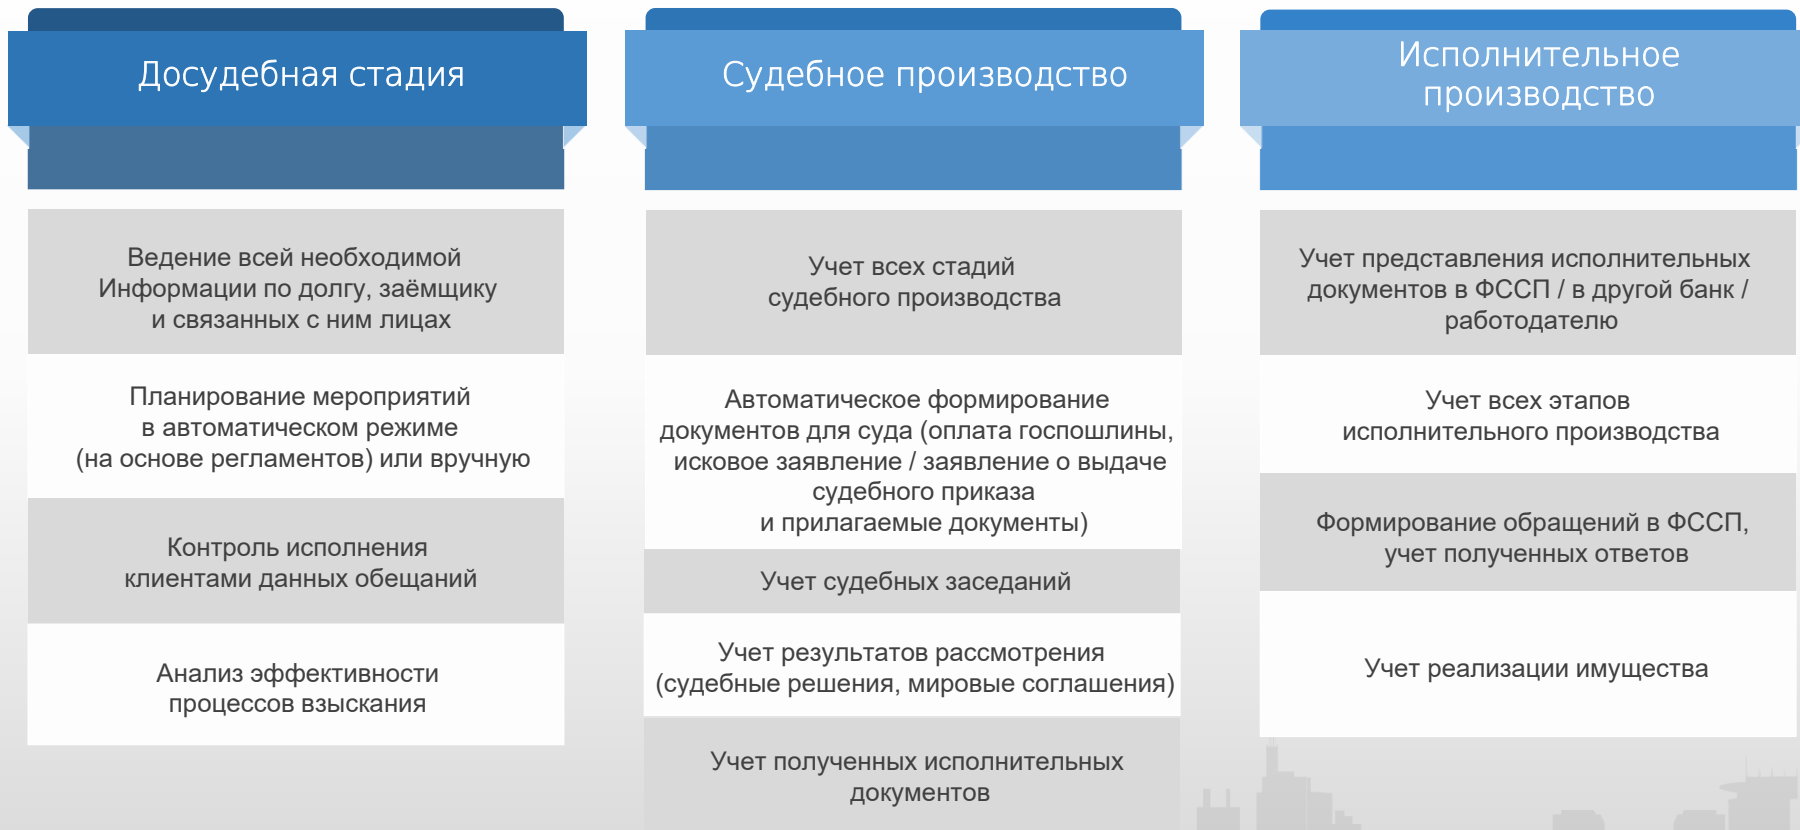 Досудебная стадия
Ведение всей необходимой
Информации по долгу, заёмщику
и связанных с ним лицах
Планирование мероприятий
в автоматическом режиме
(на основе регламентов) или вручную
Контроль исполнения
клиентами данных обещаний
Анализ эффективности
процессов взыскания
Судебное производство
Учет всех стадий
судебного производства
Автоматическое формирование
документов для суда (оплата госпошлины,
исковое заявление / заявление о выдаче
судебного приказа
и прилагаемые документы)
Учет судебных заседаний
Учет результатов рассмотрения
(судебные решения, мировые соглашения)
Учет полученных исполнительных
документов
Исполнительное
производство
Учет представления исполнительных
документов в ФССП / в другой банк /
работодателю
Учет всех этапов
исполнительного производства
Формирование обращений в ФССП,
учет полученных ответов
Учет реализации имущества